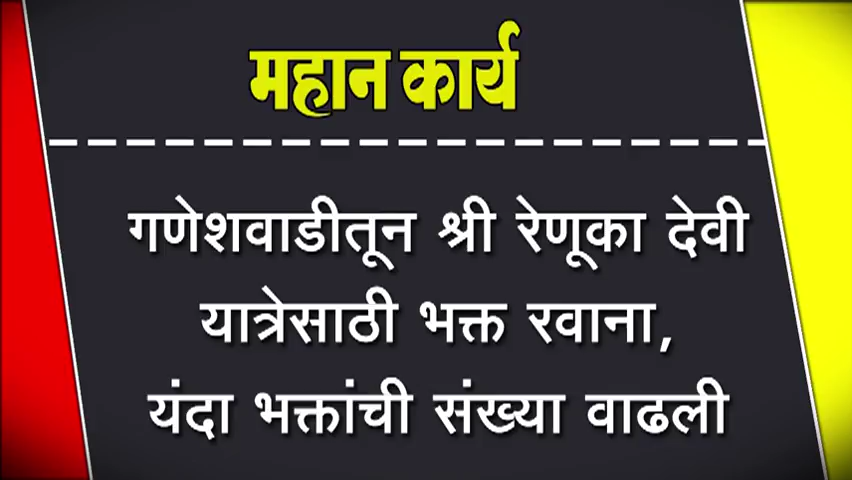 महान कार्य
गणेशवाडीतून श्री रेणूका देवी
यात्रेसाठी भक्त रवाना,
यंदा भक्तांची संख्या वाढली